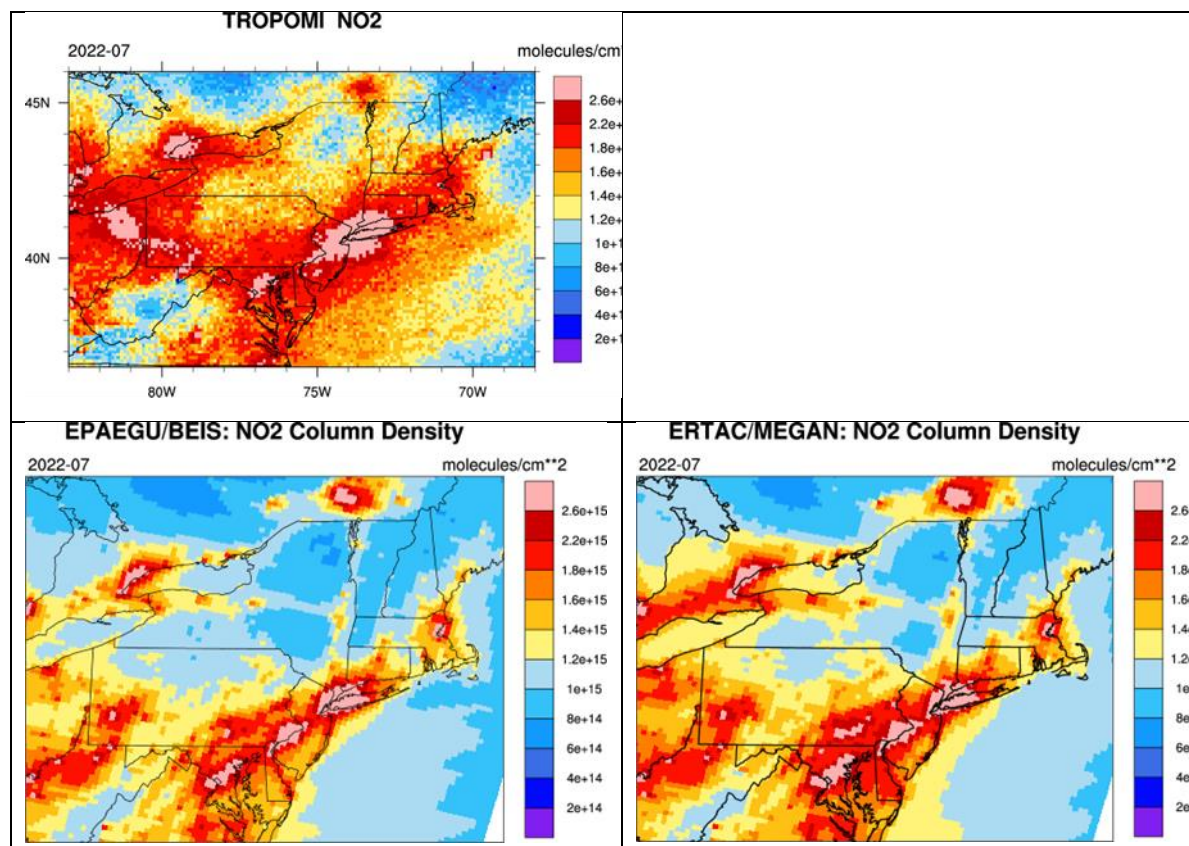 TROPOMI NO2
2022-07
molecules/cm
45N
40N
80W
75W
70W
2.6e+
2.2e+
1.8e+
1.6e+
1.4e+
1.2e+
1e+1
8e+1
6e+1
4e+1
2e+1
EPAEGU/BEIS: NO2 Column Density
2022-07
molecules/cm**2
2.6e+15
2.2e+15
1.8e+15
1.6e+15
1.4e+15
1.2e+15
1e+15
8e+14
6e+14
4e+14
2e+14
ERTAC/MEGAN: NO2 Column Density
2022-07
molecules/cm**2
2.6
2.2
1.8
1.6
1.4
1.2
1e
8e
6e
4e
2e